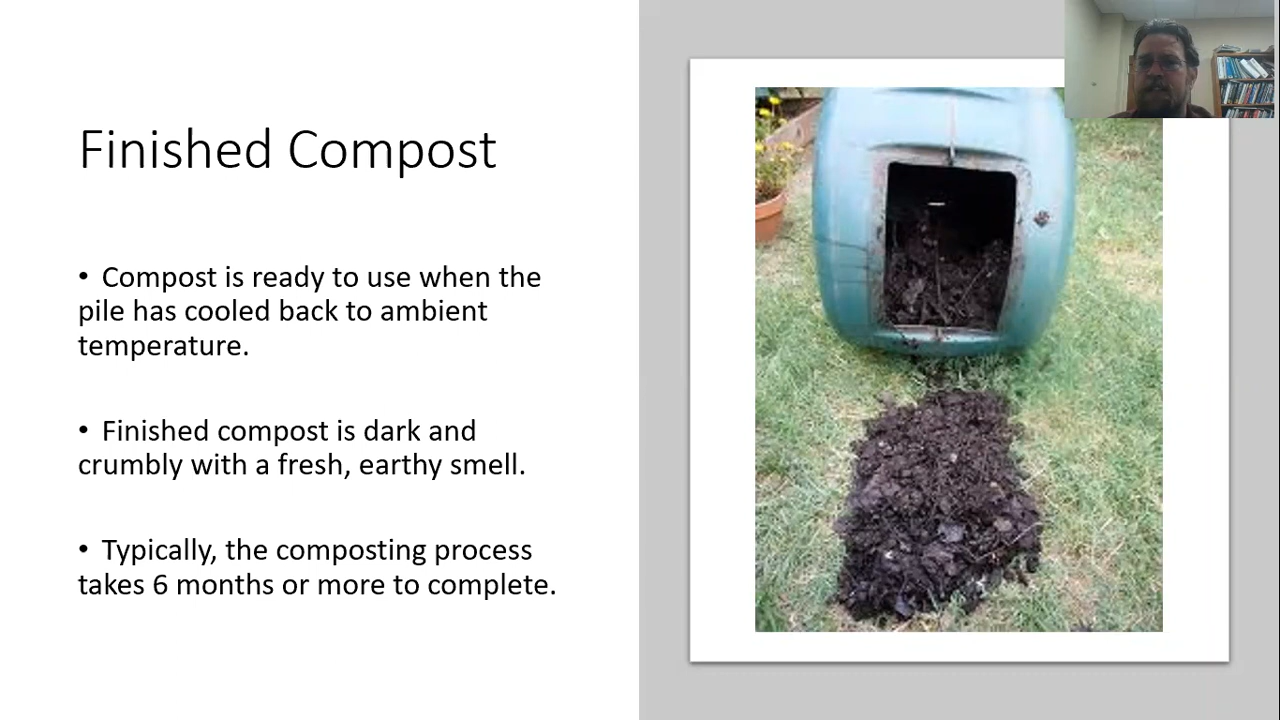 Finished Compost
• Compost is ready to use when the
pile has cooled back to ambient
temperature.
• Finished compost is dark and
crumbly with a fresh, earthy smell.
• Typically, the composting process
takes 6 months or more to complete.